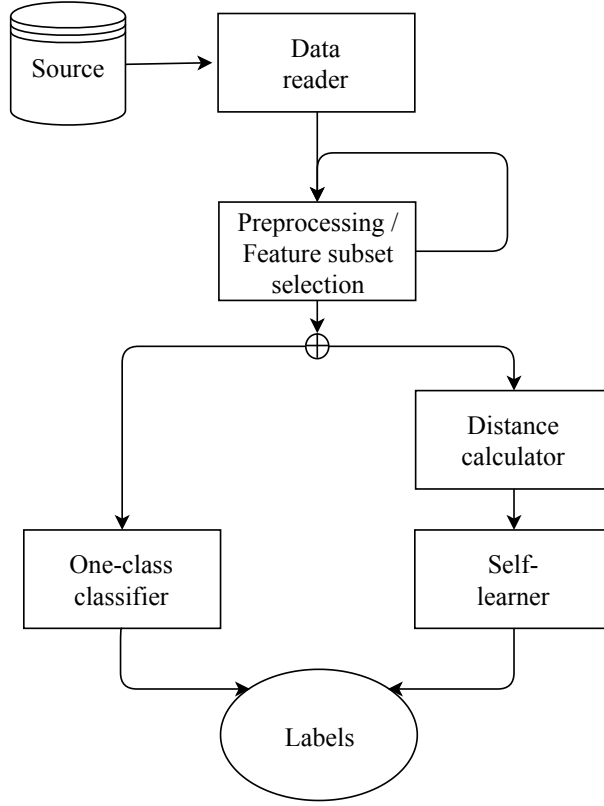 Source
Data
reader
Preprocessing /
Feature subset
selection
Distance
calculator
One-class
classifier
Self-
learner
Labels